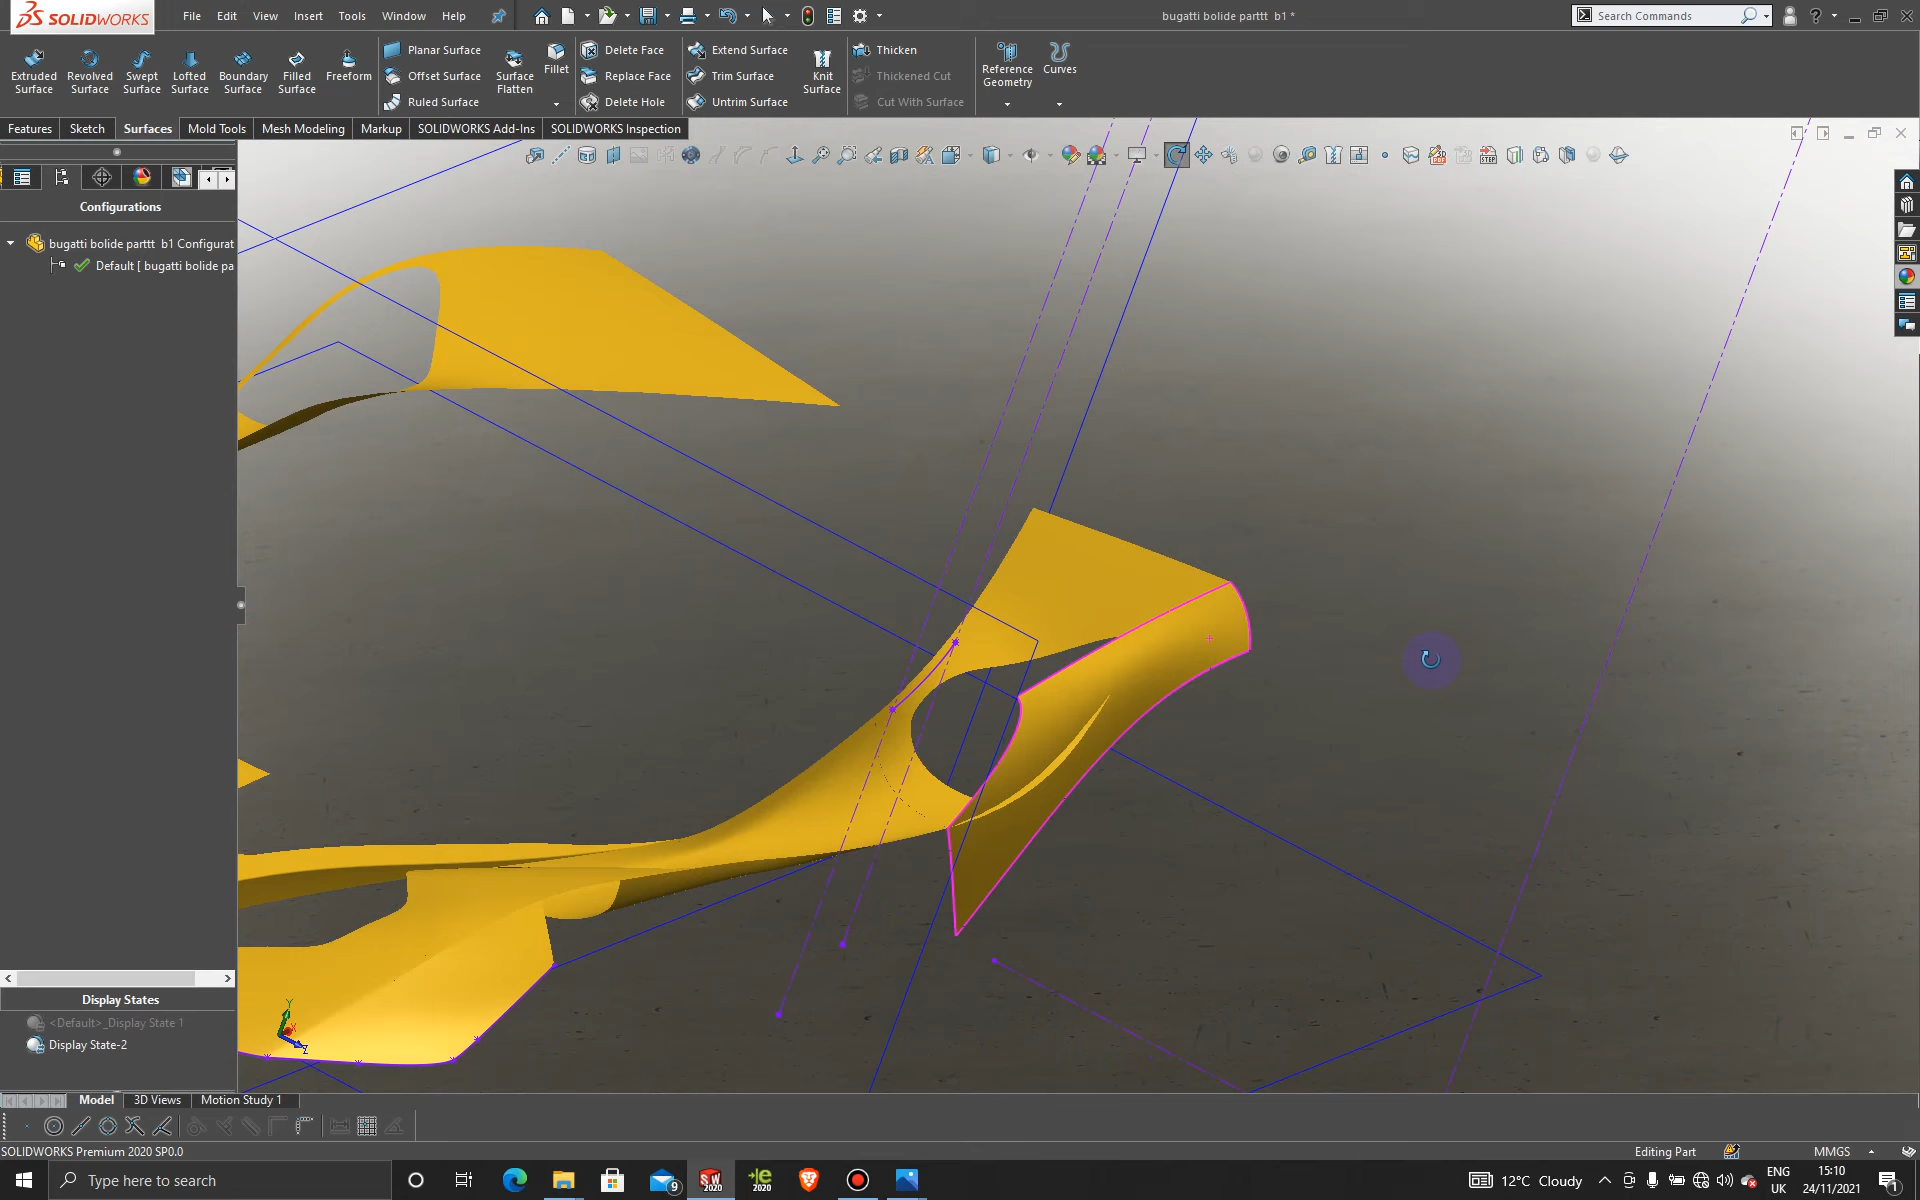 SOLIDWORKS
File Edit View Insert Tools Window Help
bugatti bolide parttt b1 *
Search Commands
Extruded Surface
Revolved Surface
Swept Surface
Lofted Surface
Boundary Surface
Filled Surface
Freeform
Planar Surface
Offset Surface
Ruled Surface
Surface Flatten
Fillet
Delete Face
Replace Face
Delete Hole
Extend Surface
Trim Surface
Untrim Surface
Knit Surface
Thicken
Thickened Cut
Cut With Surface
Reference Geometry
Curves
Features Sketch Surfaces Mold Tools Mesh Modeling Markup SOLIDWORKS Add-Ins SOLIDWORKS Inspection
Configurations
bugatti bolide parttt b1 Configurat
Default [ bugatti bolide pa
Display States
<Default>_Display State 1
Display State-2
Y
X
Z
Model 3D Views Motion Study 1
SOLIDWORKS Premium 2020 SP0.0
Editing Part
MMGS
Type here to search
9
SW 2020
e 2020
12°C Cloudy
ENG
UK
15:10
24/11/2021
1